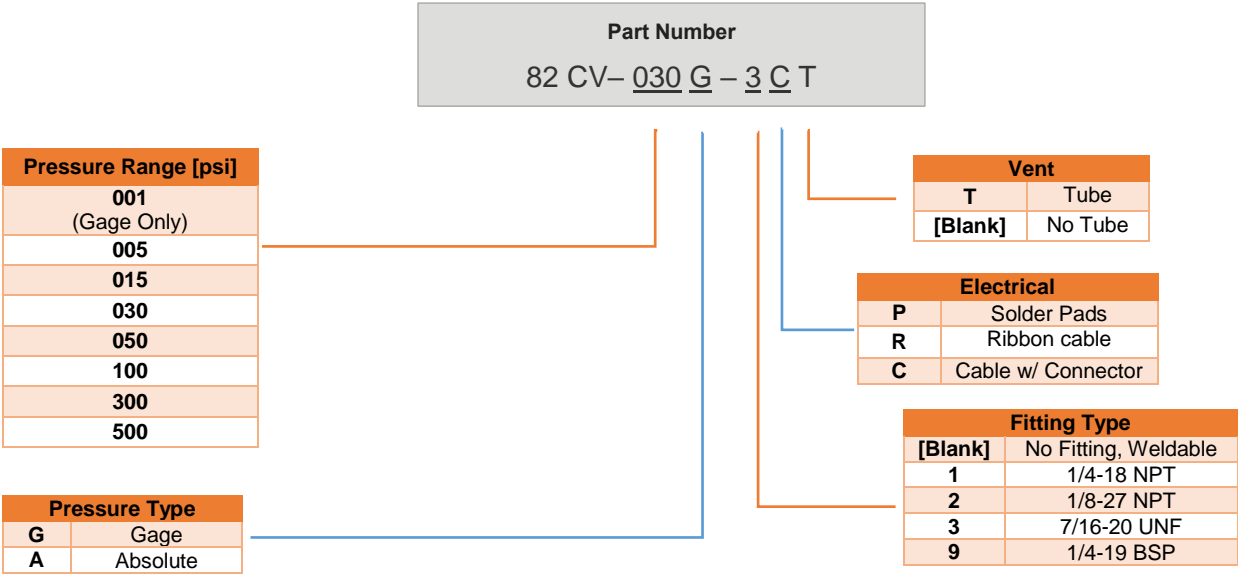 Part Number
82 CV– 030 G – 3 C T
Pressure Range [psi]
001
(Gage Only)
005
015
030
050
100
300
500
Pressure Type
G Gage
A Absolute
Vent
T Tube
[Blank] No Tube
Electrical
P Solder Pads
R Ribbon cable
C Cable w/ Connector
Fitting Type
[Blank] No Fitting, Weldable
1 1/4-18 NPT
2 1/8-27 NPT
3 7/16-20 UNF
9 1/4-19 BSP